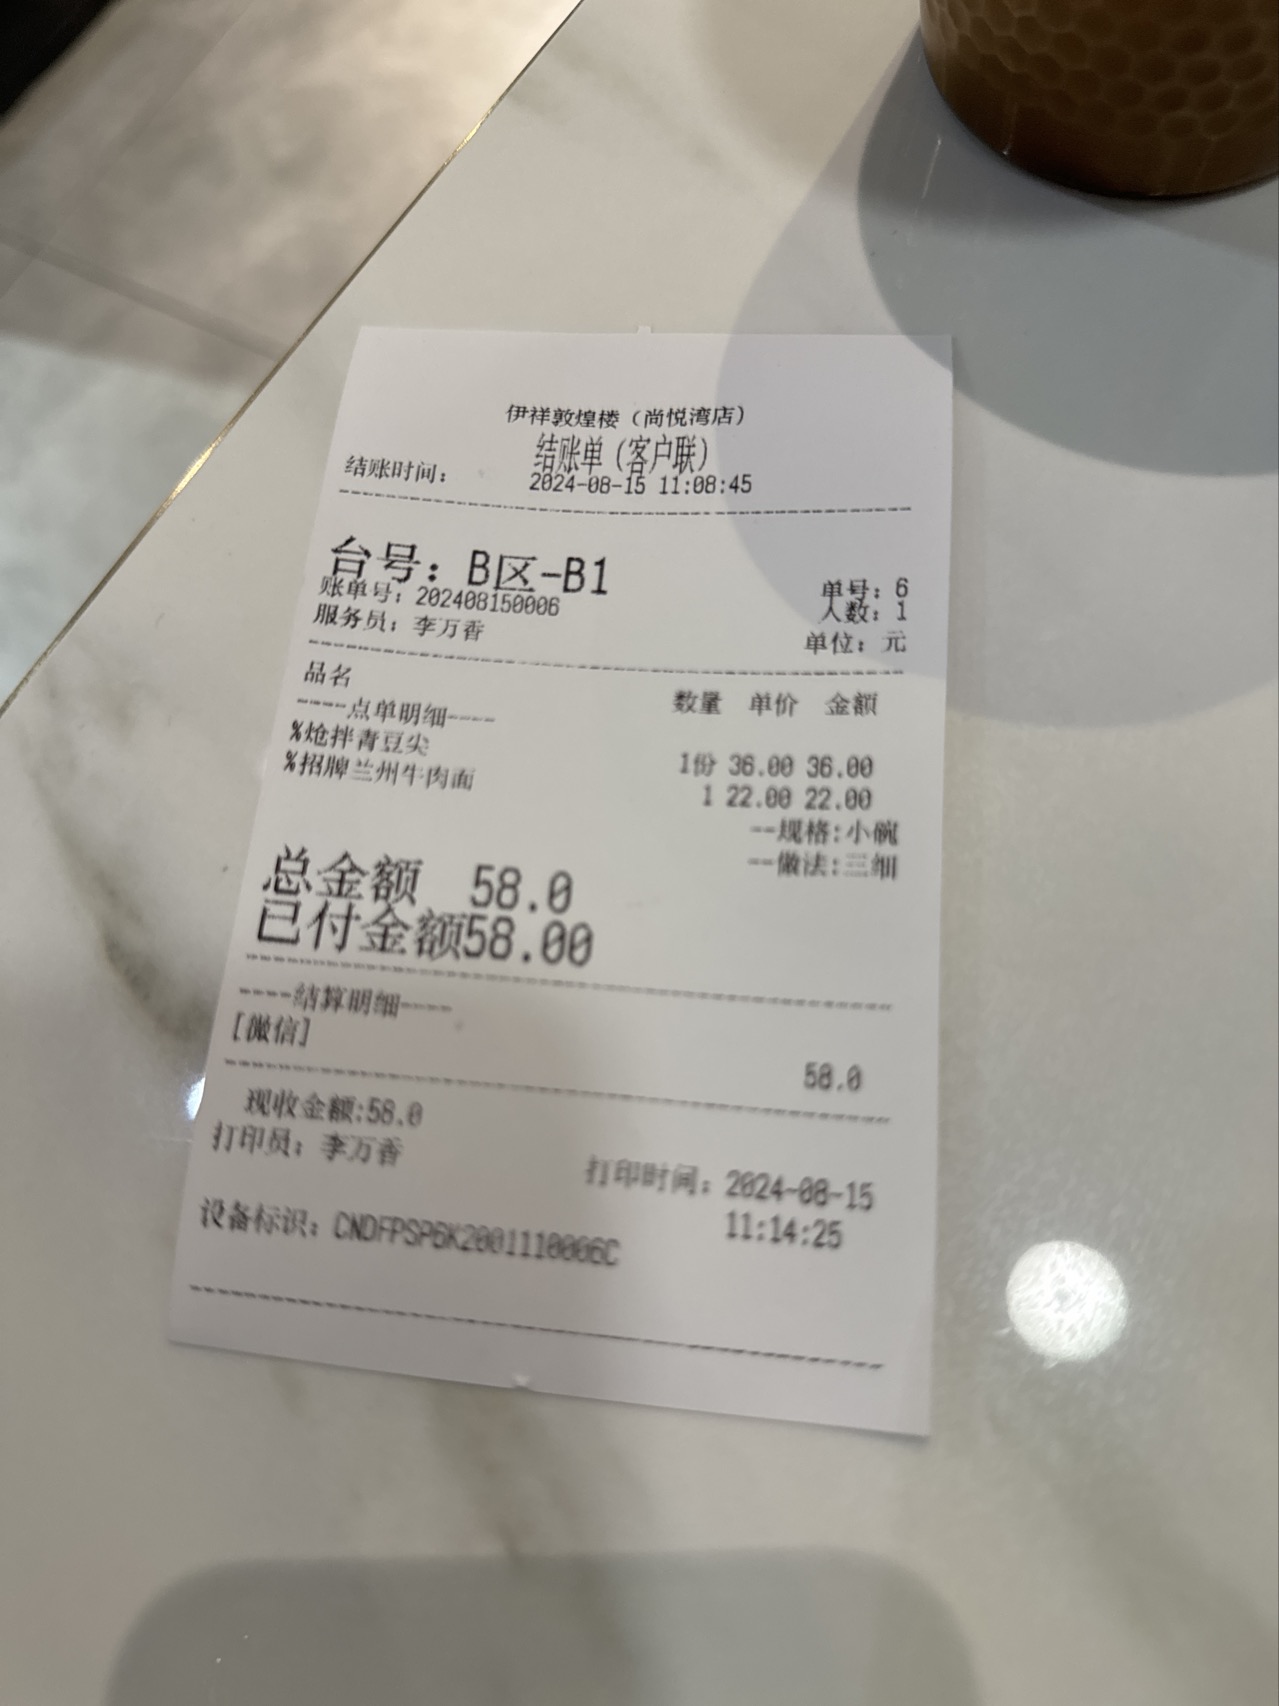 伊祥敦煌楼（尚悦湾店）
结账单（客户联）
结账时间： 2024-08-15 11:08:45
台号：B区-B1
单号：6
账单号：202408150006
人数：1
服务员：李万香
单位：元
品名 数量 单价 金额
----点单明细----
%炝拌青豆尖 1份 36.00 36.00
%招牌兰州牛肉面 1 22.00 22.00
--规格:小碗
--做法:三细
总金额 58.0
已付金额58.00
----结算明细----
[微信] 58.0
现收金额:58.0
打印员：李万香 打印时间：2024-08-15
11:14:25
设备标识：CNDFPSP6K2001110006C